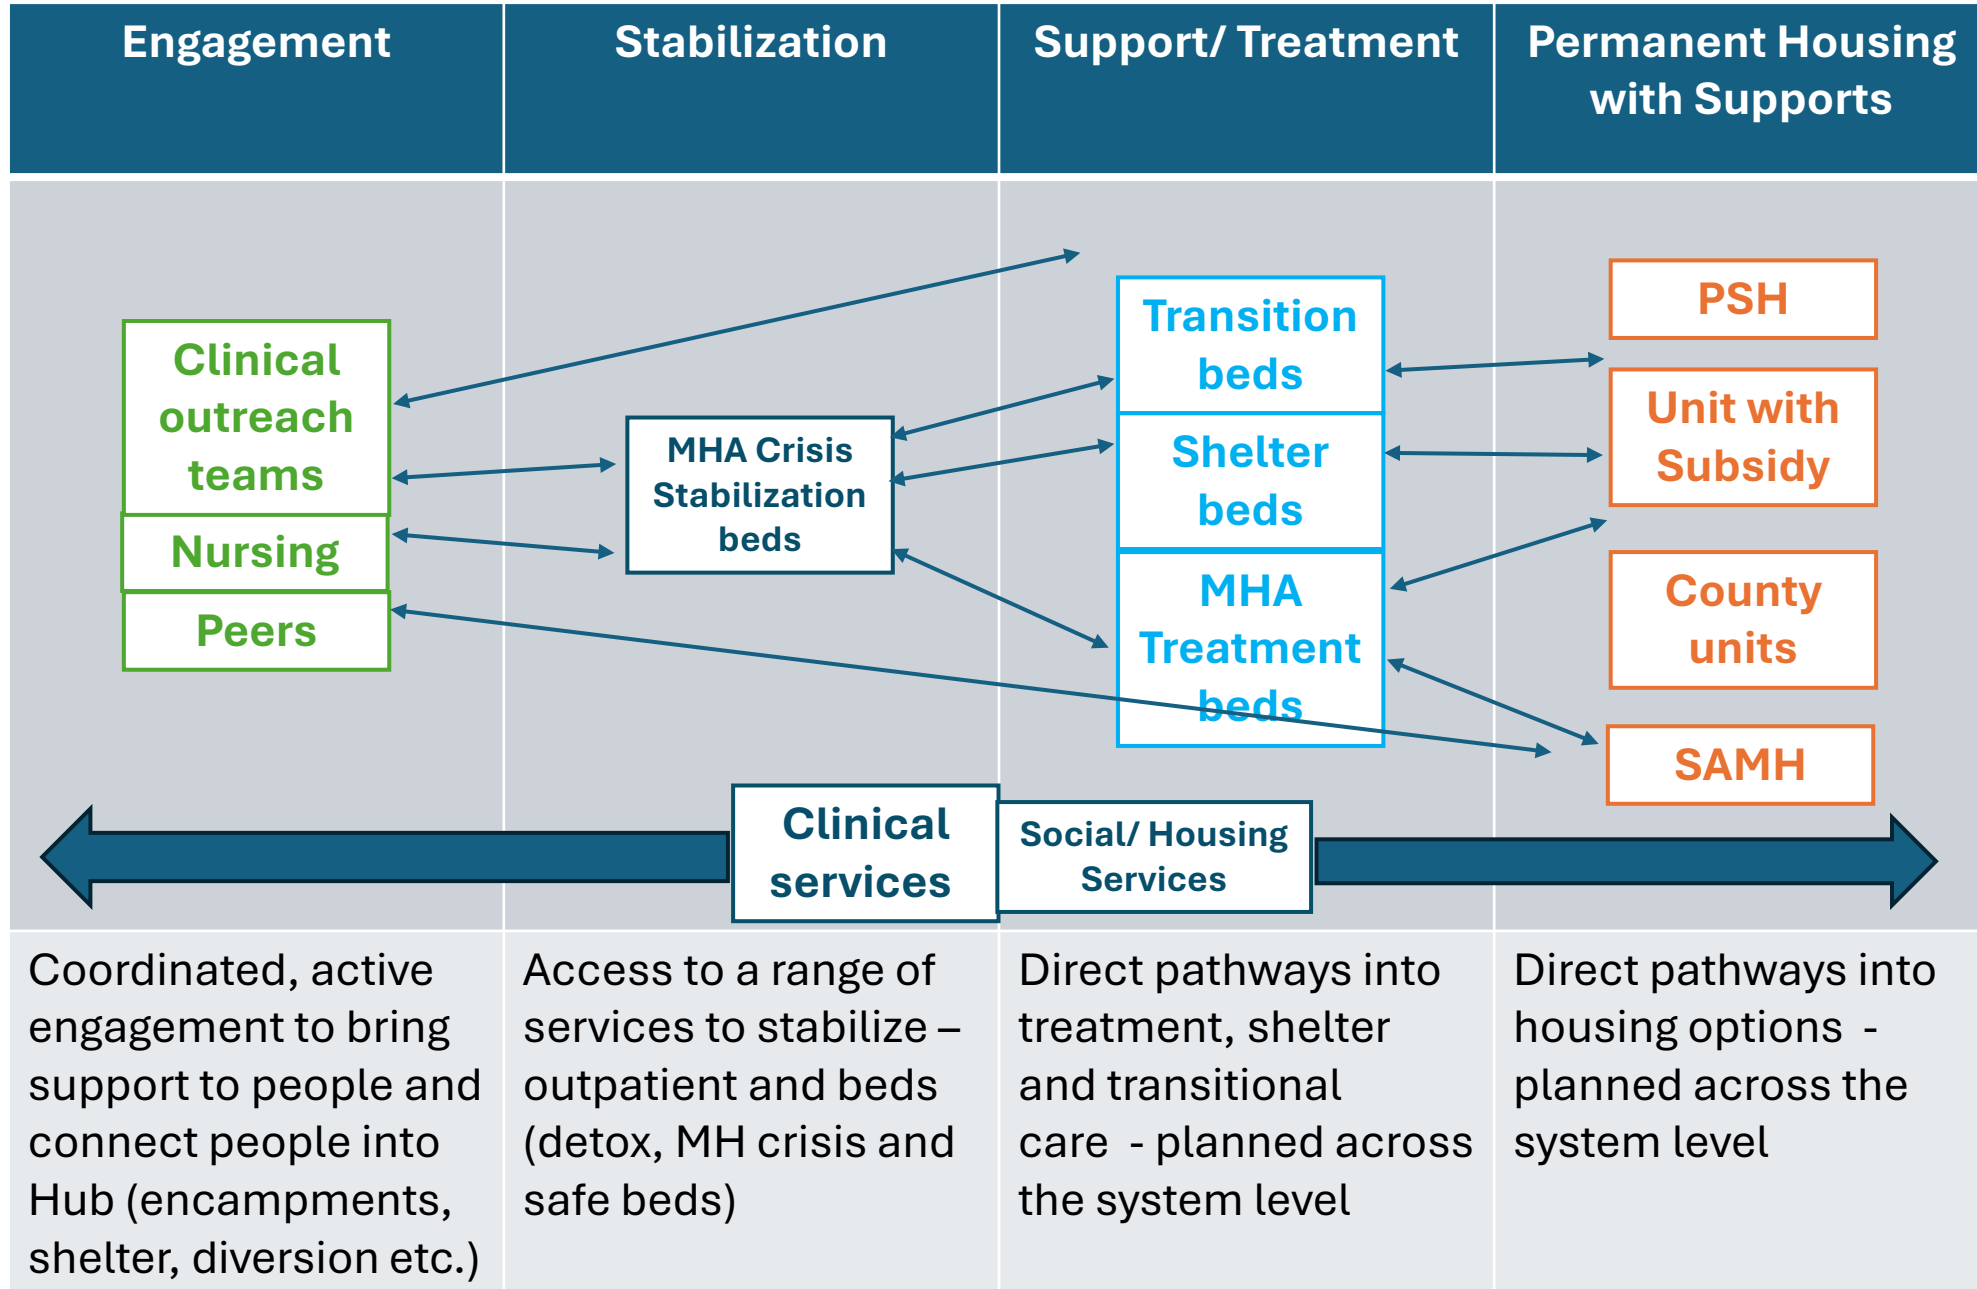 Engagement
Stabilization
Support/ Treatment
Permanent Housing
with Supports
Clinical
outreach
teams
Nursing
Peers
MHA Crisis
Stabilization
beds
Transition
beds
Shelter
beds
MHA
Treatment
beds
PSH
Unit with
Subsidy
County
units
SAMH
Clinical
services
Social/ Housing
Services
Coordinated, active
engagement to bring
support to people and
connect people into
Hub (encampments,
shelter, diversion etc.)
Access to a range of
services to stabilize –
outpatient and beds
(detox, MH crisis and
safe beds)
Direct pathways into
treatment, shelter
and transitional
care  - planned across
the system level
Direct pathways into
housing options  -
planned across the
system level